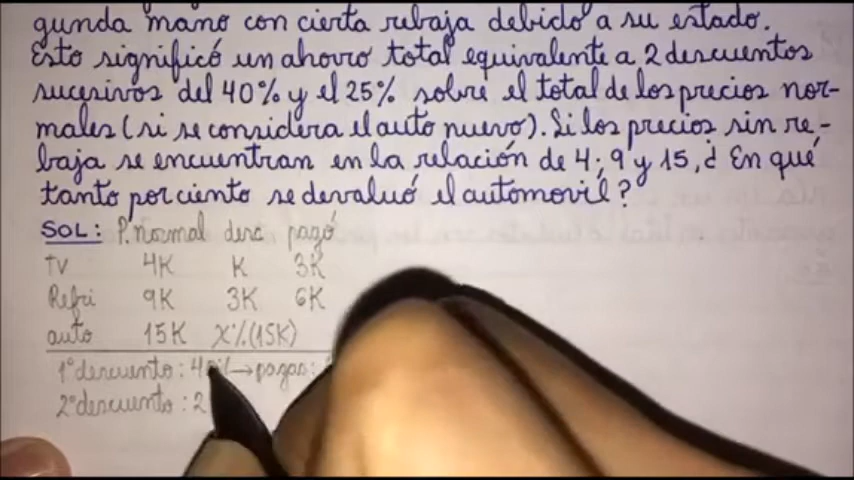 gunda mano con cierta rebaja debido a su estado.
Esto significó un ahorro total equivalente a 2 descuentos
sucesivos del 40% y el 25% sobre el total de los precios nor-
males (si se considera el auto nuevo). Si los precios sin re-
baja se encuentran en la relación de 4; 9 y 15, ¿ En qué
tanto por ciento se devaluó el automovil?
SOL: P. normal desc pagó
TV 4K K 3K
Refri 9K 3K 6K
auto 15K X%(15K)
1° descuento: 40% → pagas:
2° descuento: 2